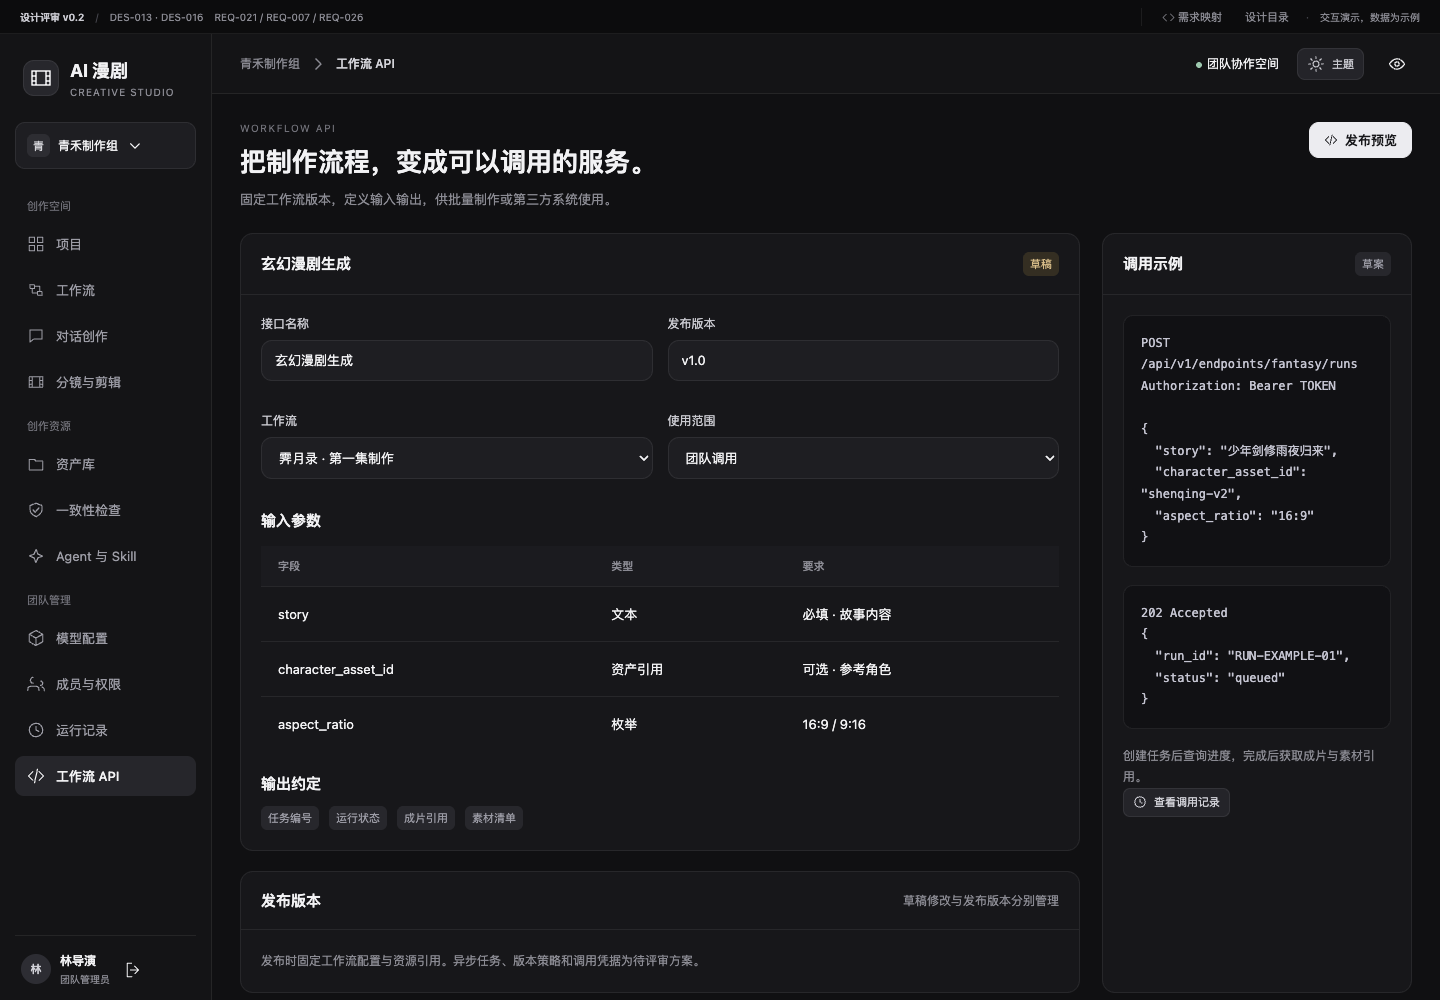 设计评审 v0.2 / DES-013 · DES-016 REQ-021 / REQ-007 / REQ-026
<> 需求映射 设计目录 · 交互演示，数据为示例
AI 漫剧
CREATIVE STUDIO
青 青禾制作组
创作空间
项目
工作流
对话创作
分镜与剪辑
创作资源
资产库
一致性检查
Agent 与 Skill
团队管理
模型配置
成员与权限
运行记录
工作流 API
林 林导演
团队管理员
青禾制作组 > 工作流 API
团队协作空间 主题
WORKFLOW API
把制作流程，变成可以调用的服务。
固定工作流版本，定义输入输出，供批量制作或第三方系统使用。
发布预览
玄幻漫剧生成 草稿
接口名称 发布版本
玄幻漫剧生成 v1.0
工作流 使用范围
霁月录 · 第一集制作 团队调用
输入参数
字段 类型 要求
story 文本 必填 · 故事内容
character_asset_id 资产引用 可选 · 参考角色
aspect_ratio 枚举 16:9 / 9:16
输出约定
任务编号 运行状态 成片引用 素材清单
发布版本 草稿修改与发布版本分别管理
发布时固定工作流配置与资源引用。异步任务、版本策略和调用凭据为待评审方案。
调用示例 草案
POST
/api/v1/endpoints/fantasy/runs
Authorization: Bearer TOKEN
{
"story": "少年剑修雨夜归来",
"character_asset_id":
"shenqing-v2",
"aspect_ratio": "16:9"
}
202 Accepted
{
"run_id": "RUN-EXAMPLE-01",
"status": "queued"
}
创建任务后查询进度，完成后获取成片与素材引
用。
查看调用记录